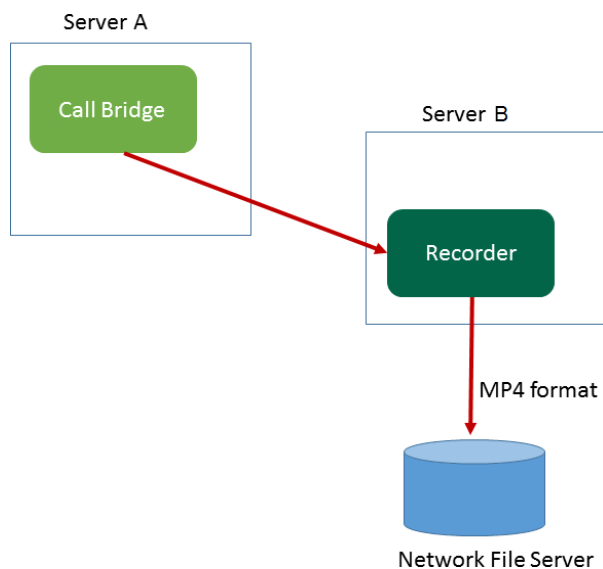 Server A
Call Bridge
Server B
Recorder
MP4 format
Network File Server